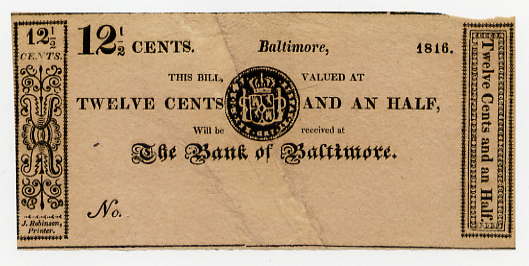 12½
CENTS.
12½ CENTS. Baltimore, 1816.
THIS BILL, VALUED AT
TWELVE CENTS AND AN HALF,
Will be received at
The Bank of Baltimore.
No.
J. Robinson,
Printer.
Twelve Cents and an Half.